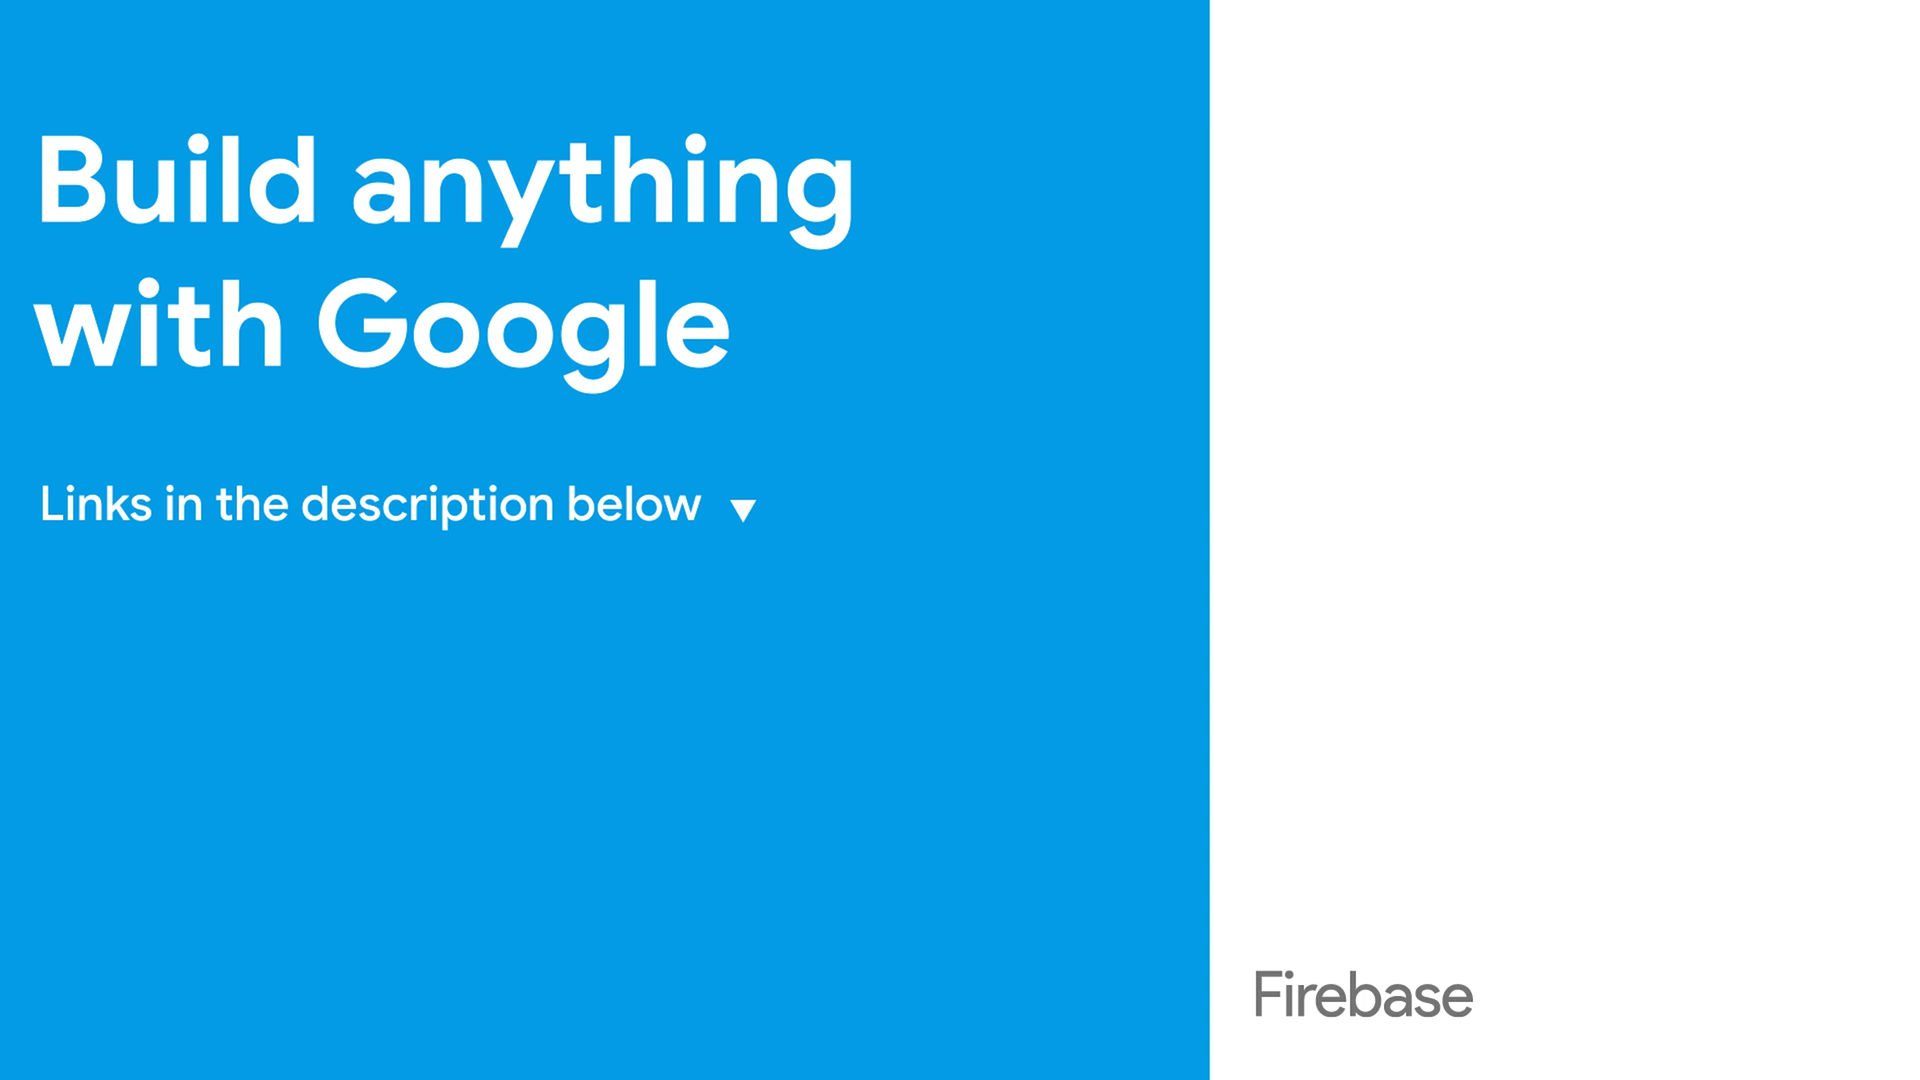 Build anything
with Google
Links in the description below ▼
Firebase